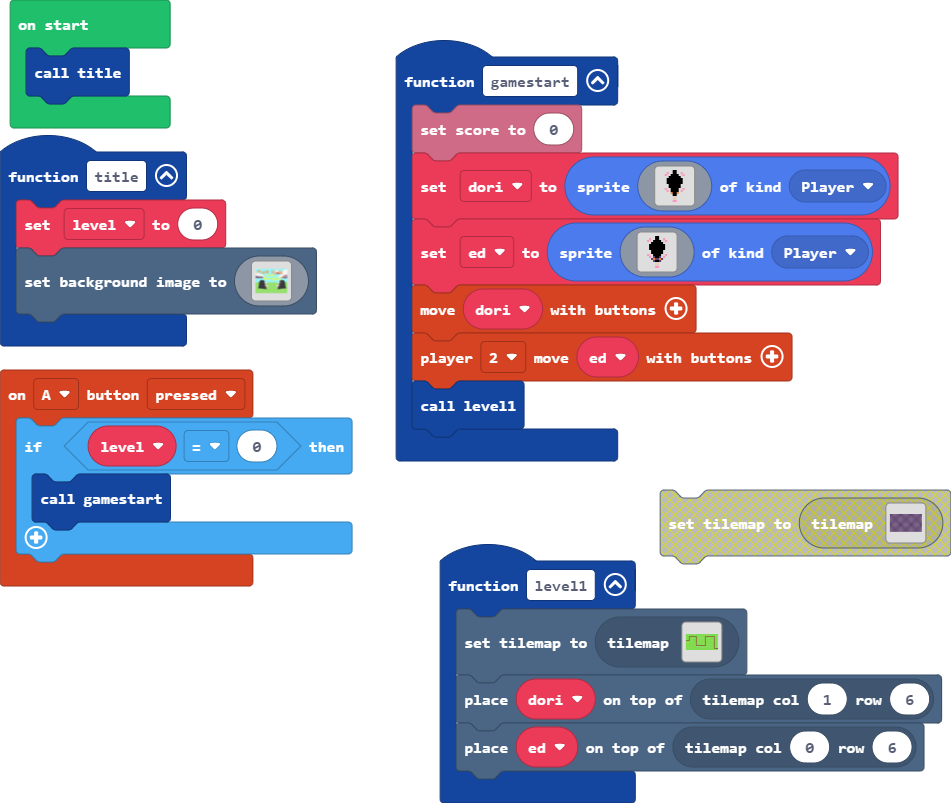 on start
call title
function title
set level to 0
set background image to
on A button pressed
if level = 0 then
call gamestart
function gamestart
set score to 0
set dori to sprite of kind Player
set ed to sprite of kind Player
move dori with buttons
player 2 move ed with buttons
call level1
set tilemap to tilemap
function level1
set tilemap to tilemap
place dori on top of tilemap col 1 row 6
place ed on top of tilemap col 0 row 6